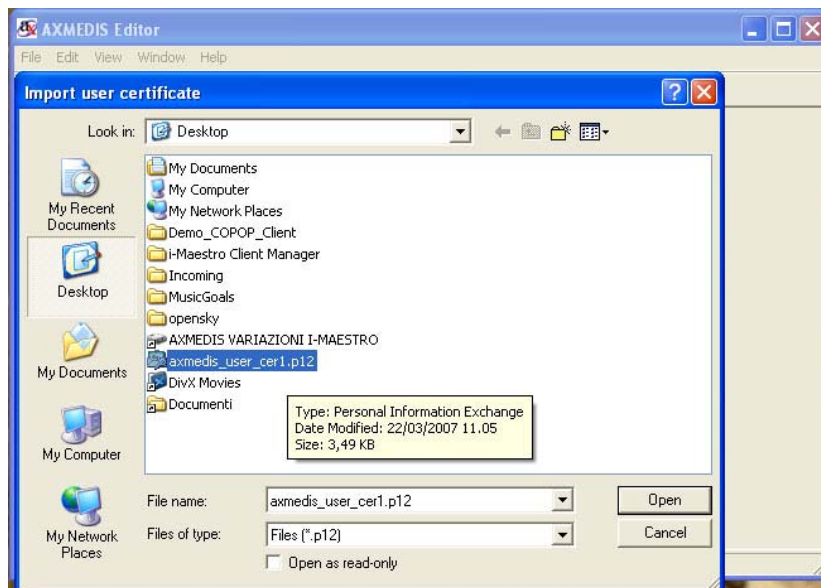 AXMEDIS Editor
File Edit View Window Help
Import user certificate
Look in: Desktop
My Recent Documents
Desktop
My Documents
My Computer
My Network Places
My Documents
My Computer
My Network Places
Demo_COPOP_Client
i-Maestro Client Manager
Incoming
MusicGoals
opensky
AXMEDIS VARIAZIONI I-MAESTRO
axmedis_user_cer1.p12
DivX Movies
Documenti
Type: Personal Information Exchange
Date Modified: 22/03/2007 11.05
Size: 3,49 KB
File name: axmedis_user_cer1.p12 Open
Files of type: Files (*.p12) Cancel
Open as read-only